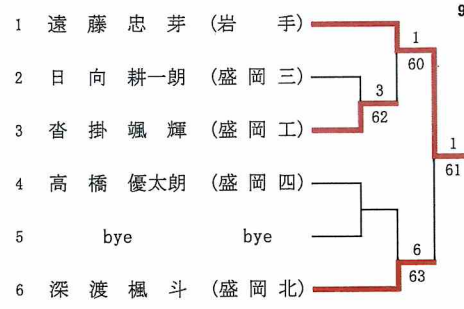 9
1 遠藤忠芽 (岩手)
1
60
2 日向耕一朗 (盛岡三)
3
62
3 沓掛颯輝 (盛岡工)
1
61
4 高橋優太朗 (盛岡四)
5 bye bye
6
63
6 深渡楓斗 (盛岡北)